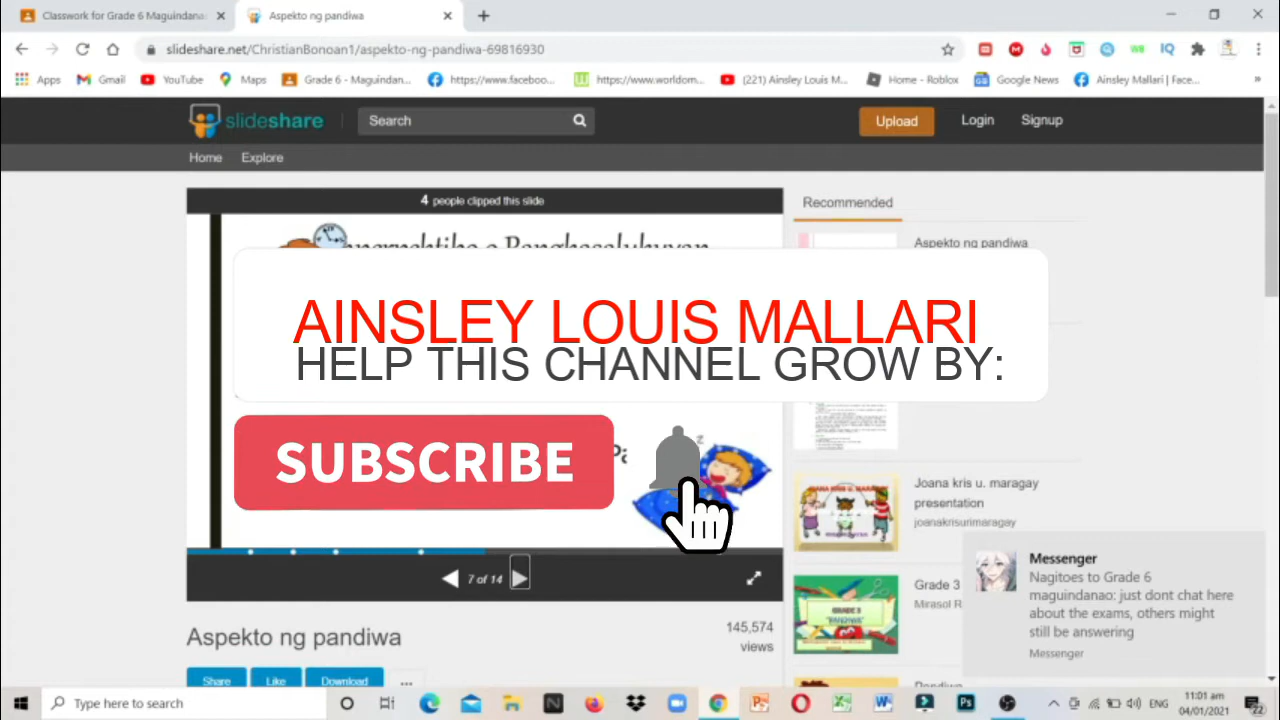 Classwork for Grade 6 Maguindana
Aspekto ng pandiwa
slideshare.net/ChristianBonoan1/aspekto-ng-pandiwa-69816930
Apps Gmail YouTube Maps Grade 6 - Maguindan... https://www.faceboo... https://www.worldom... (221) Ainsley Louis M... Home - Roblox Google News Ainsley Mallari | Face...
slideshare Search Upload Login Signup
Home Explore
4 people clipped this slide
Recommended
Aspekto ng pandiwa
AINSLEY LOUIS MALLARI
HELP THIS CHANNEL GROW BY:
SUBSCRIBE
Joana kris u. maragay
presentation
joanakrisurimaragay
7 of 14
Grade 3
Mirasol R
Messenger
Nagitoes to Grade 6
maguindanao: just dont chat here
about the exams, others might
still be answering
Messenger
Aspekto ng pandiwa
145,574
views
Share Like Download ...
Pandiwa
Type here to search
ENG
11:01 am
04/01/2021
22